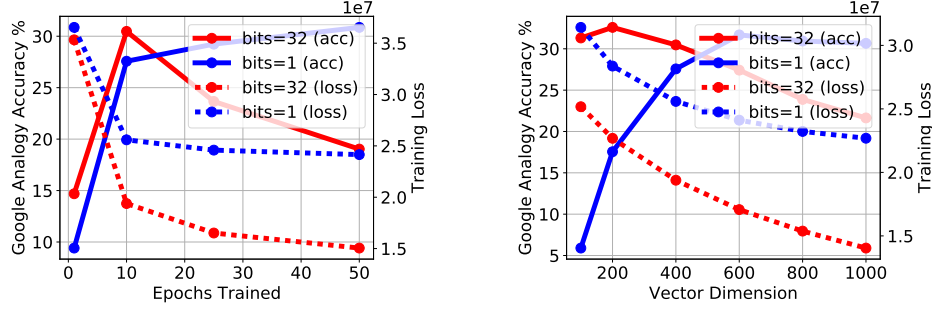 1e7
Google Analogy Accuracy %
30
25
20
15
10
bits=32 (acc)
bits=1 (acc)
bits=32 (loss)
bits=1 (loss)
3.5
3.0
2.5
2.0
1.5
Training Loss
0 10 20 30 40 50
Epochs Trained
1e7
Google Analogy Accuracy %
30
25
20
15
10
5
bits=32 (acc)
bits=1 (acc)
bits=32 (loss)
bits=1 (loss)
3.0
2.5
2.0
1.5
Training Loss
200 400 600 800 1000
Vector Dimension